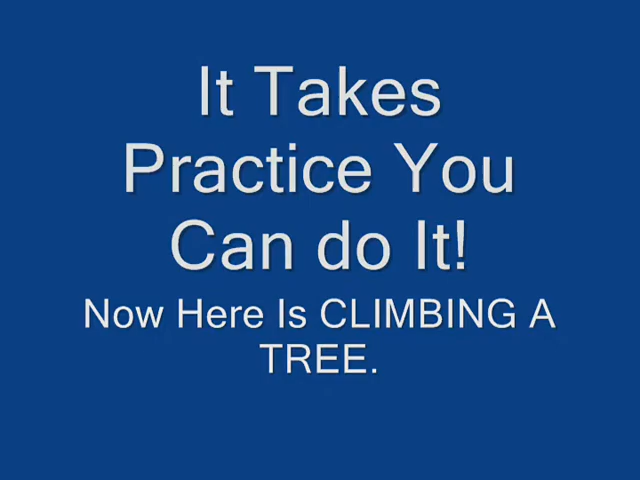 It Takes
Practice You
Can do It!
Now Here Is CLIMBING A
TREE.